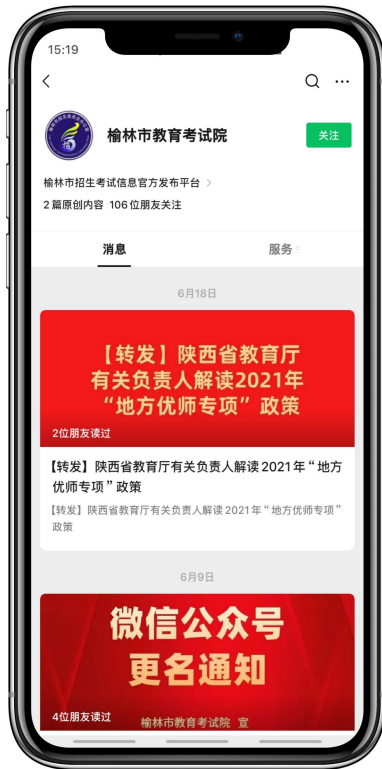 15:19
榆林市教育考试院
关注
榆林市招生考试信息官方发布平台
2篇原创内容 106位朋友关注
消息
服务
6月18日
【转发】陕西省教育厅
有关负责人解读2021年
“地方优师专项”政策
2位朋友读过
【转发】陕西省教育厅有关负责人解读2021年“地方
优师专项”政策
【转发】陕西省教育厅有关负责人解读2021年“地方优师专项”
政策
6月9日
微信公众号
更名通知
4位朋友读过
榆林市教育考试院 宣